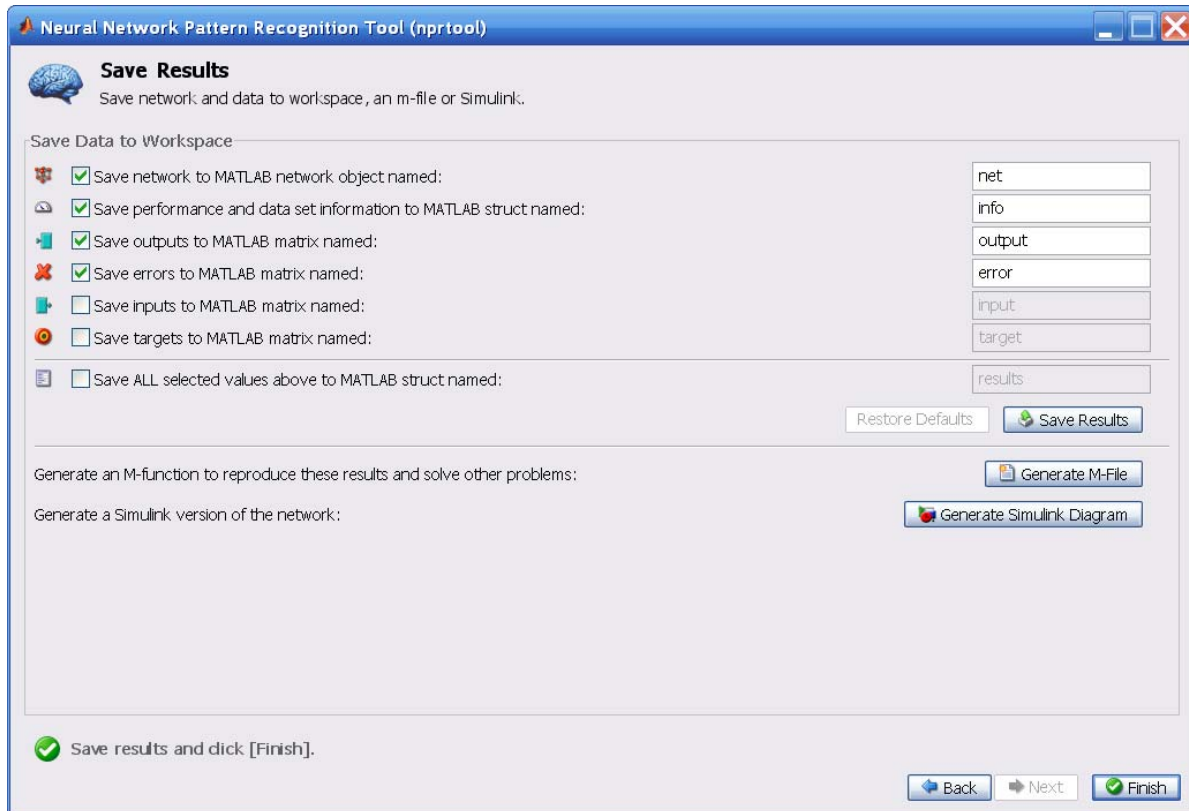 Neural Network Pattern Recognition Tool (nprtool)
Save Results
Save network and data to workspace, an m-file or Simulink.
Save Data to Workspace
Save network to MATLAB network object named: net
Save performance and data set information to MATLAB struct named: info
Save outputs to MATLAB matrix named: output
Save errors to MATLAB matrix named: error
Save inputs to MATLAB matrix named: input
Save targets to MATLAB matrix named: target
Save ALL selected values above to MATLAB struct named: results
Restore Defaults Save Results
Generate an M-function to reproduce these results and solve other problems: Generate M-File
Generate a Simulink version of the network: Generate Simulink Diagram
Save results and click [Finish].
Back Next Finish